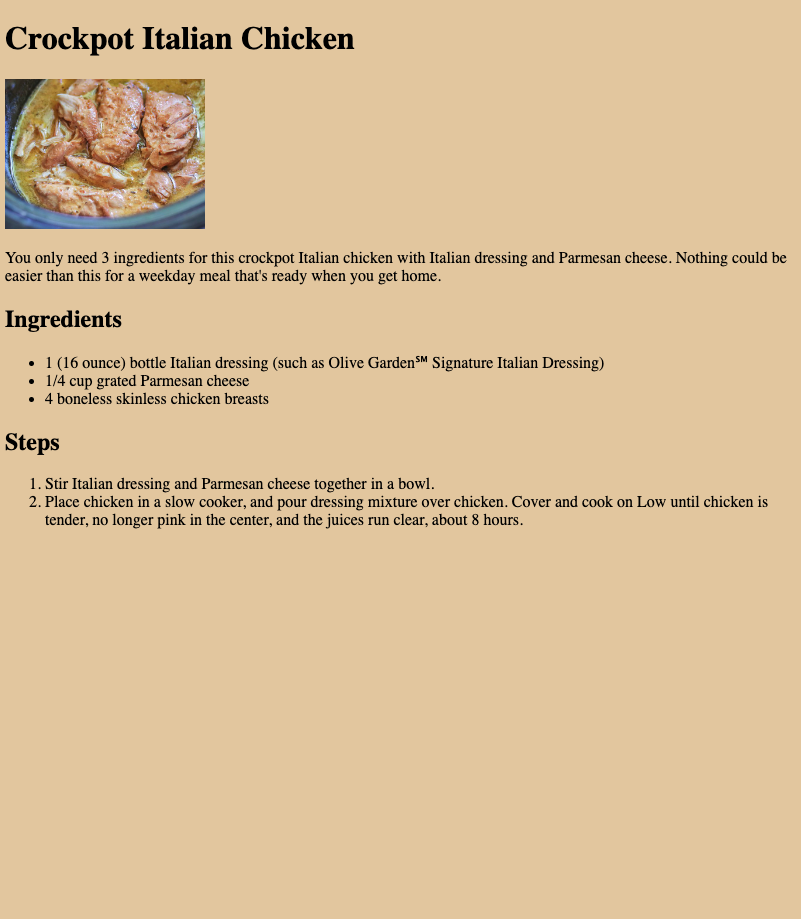 Crockpot Italian Chicken
You only need 3 ingredients for this crockpot Italian chicken with Italian dressing and Parmesan cheese. Nothing could be
easier than this for a weekday meal that's ready when you get home.
Ingredients
• 1 (16 ounce) bottle Italian dressing (such as Olive Garden℠ Signature Italian Dressing)
• 1/4 cup grated Parmesan cheese
• 4 boneless skinless chicken breasts
Steps
1. Stir Italian dressing and Parmesan cheese together in a bowl.
2. Place chicken in a slow cooker, and pour dressing mixture over chicken. Cover and cook on Low until chicken is
tender, no longer pink in the center, and the juices run clear, about 8 hours.